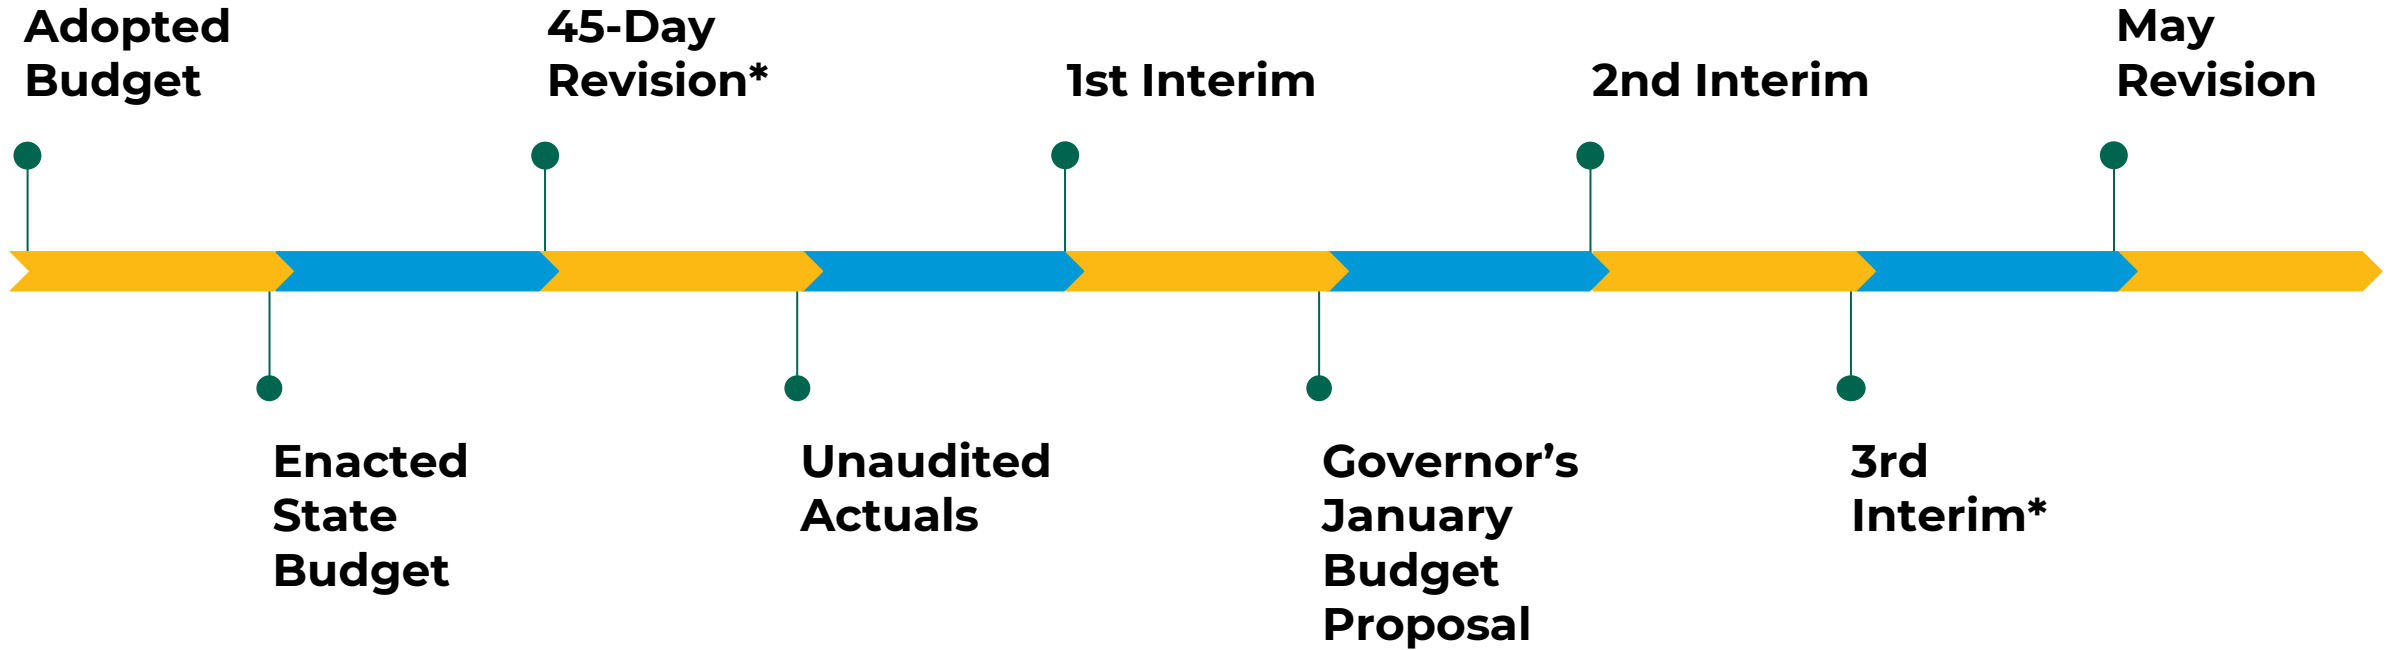 Adopted
Budget
45-Day
Revision*
1st Interim
2nd Interim
May
Revision
Enacted
State
Budget
Unaudited
Actuals
Governor’s
January
Budget
Proposal
3rd
Interim*